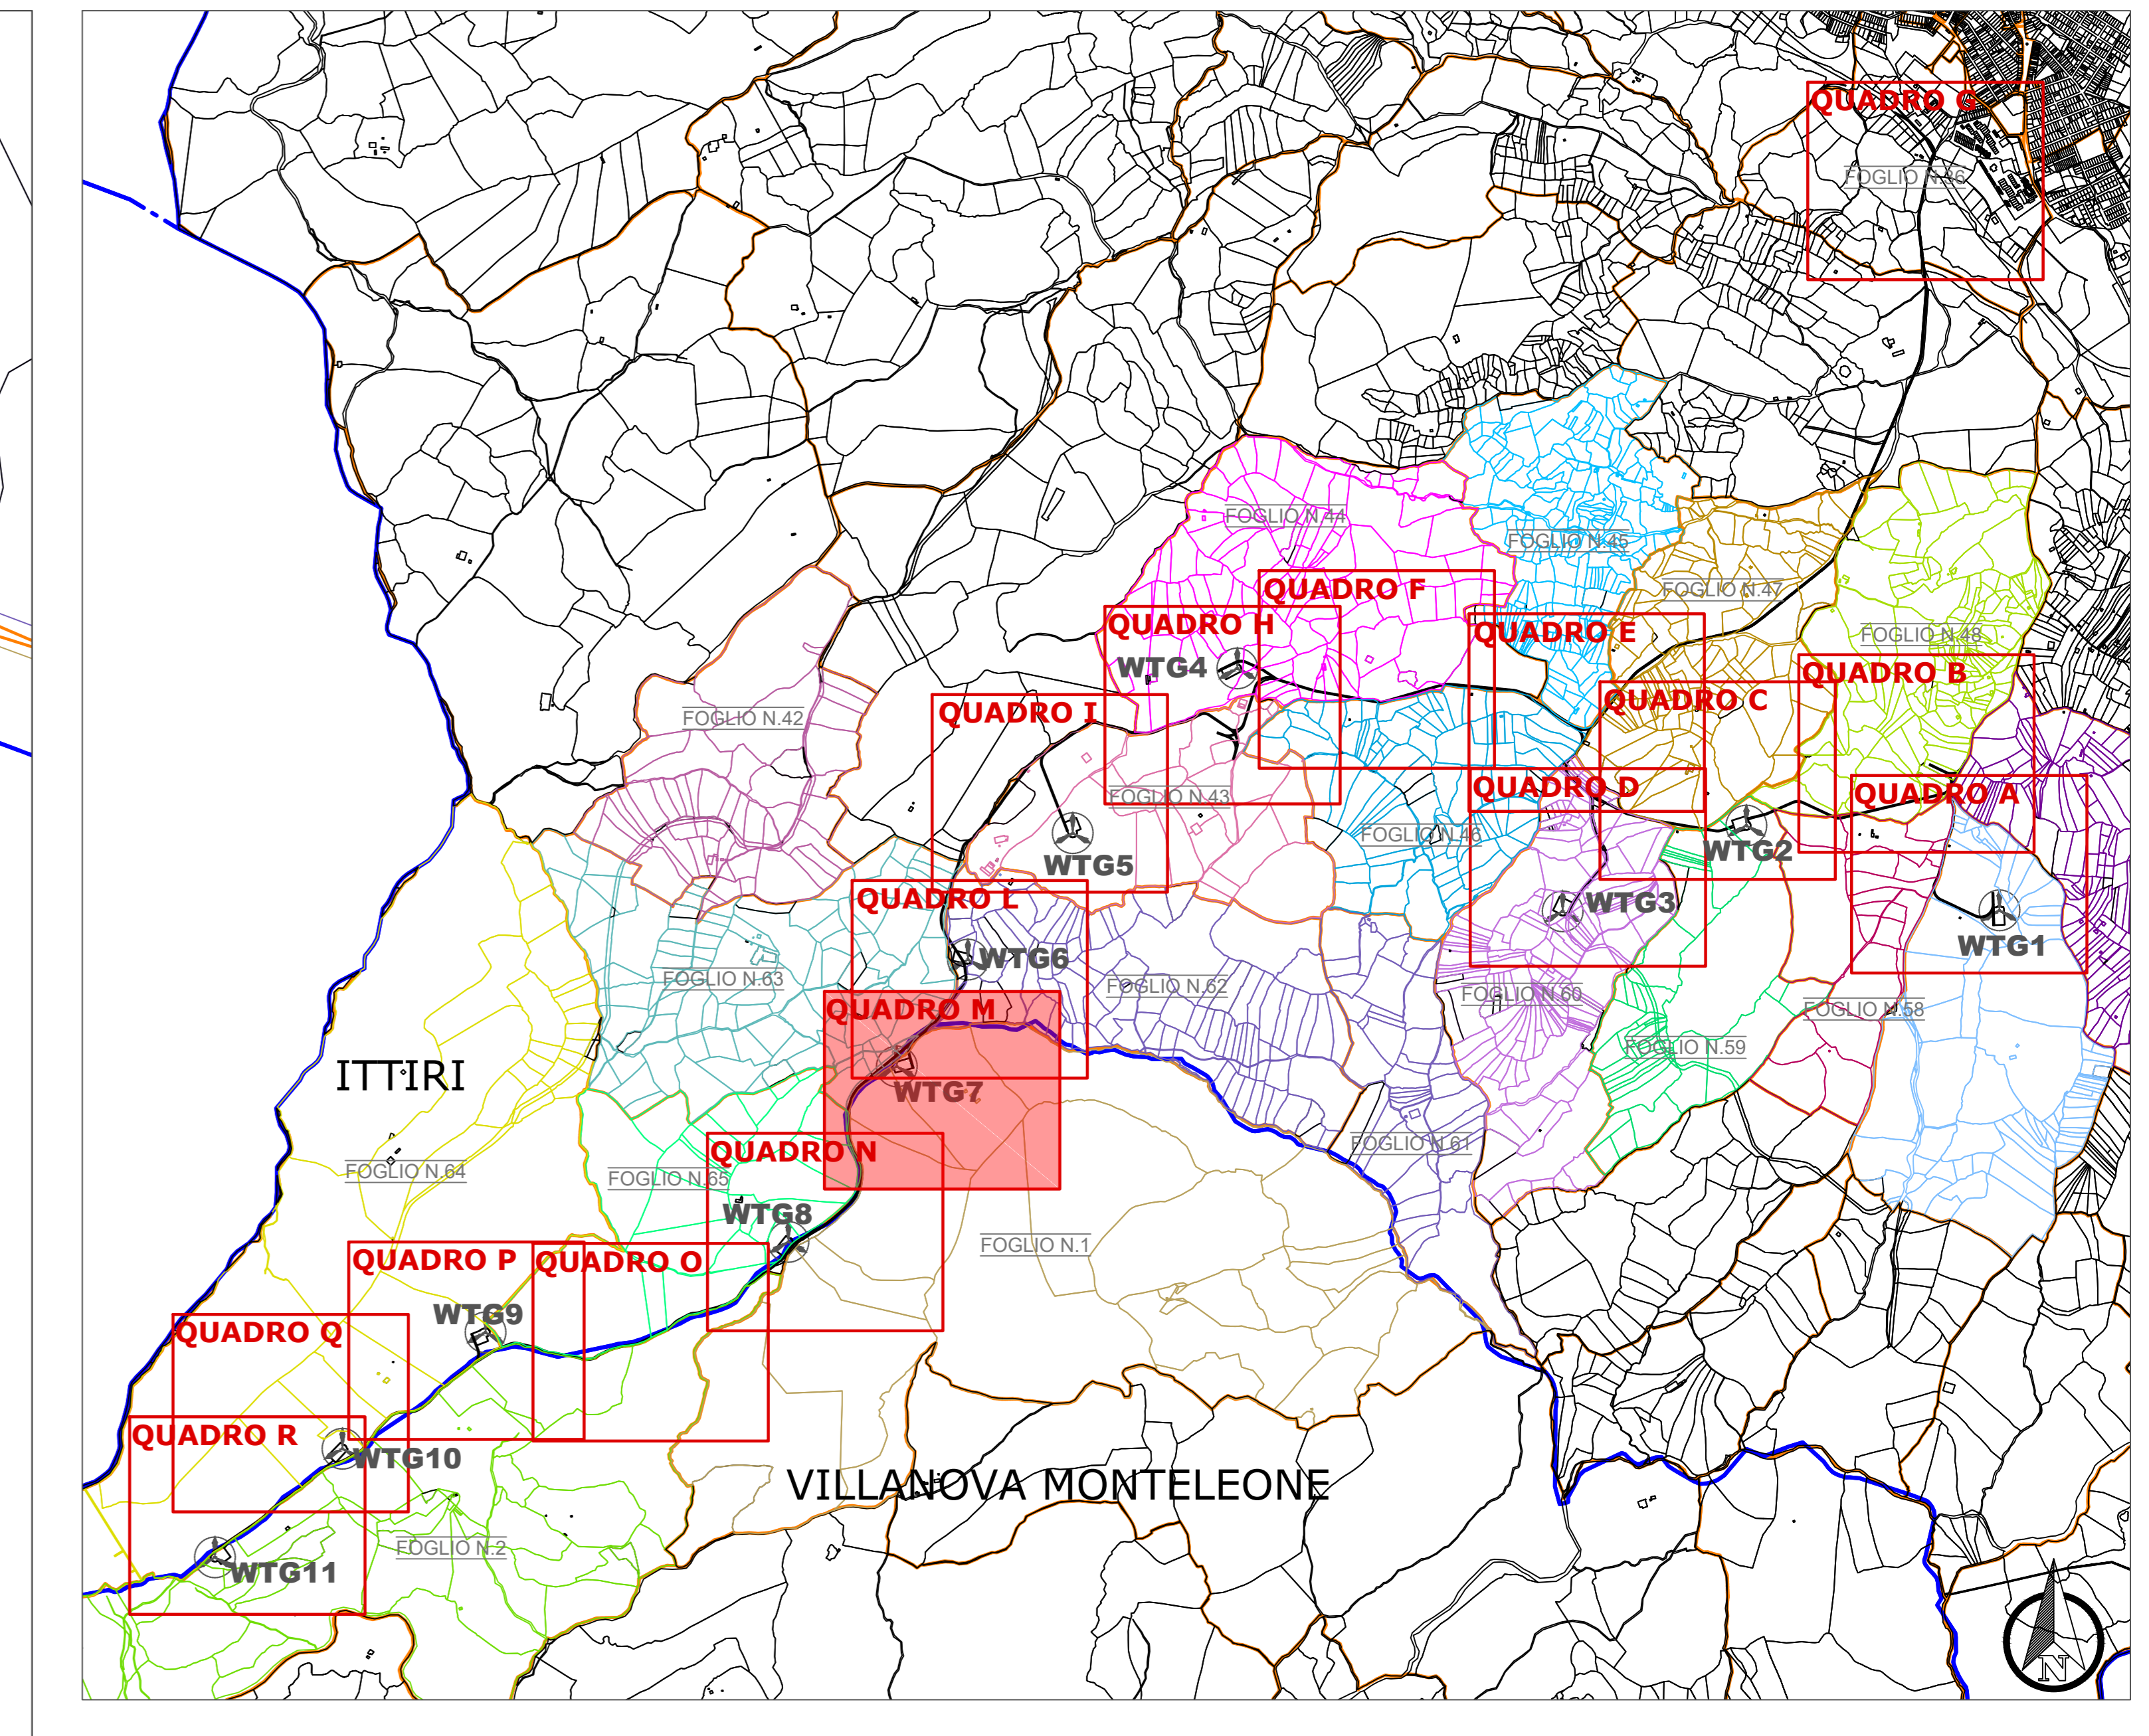 QUADRO G
FOGLIO N.36
FOGLIO N.44
FOGLIO N.45
QUADRO F
FOGLIO N.47
QUADRO H
QUADRO E
FOGLIO N.48
WTG4
QUADRO B
QUADRO I
FOGLIO N.42
QUADRO C
QUADRO D
QUADRO A
FOGLIO N.43
FOGLIO N.46
WTG5
WTG2
QUADRO L
WTG3
WTG1
WTG6
FOGLIO N.63
FOGLIO N.62
FOGLIO N.60
QUADRO M
FOGLIO N.58
FOGLIO N.59
ITTIRI
WTG7
QUADRO N
FOGLIO N.61
FOGLIO N.64
FOGLIO N.65
WTG8
FOGLIO N.1
QUADRO P
QUADRO O
WTG9
QUADRO Q
QUADRO R
WTG10
VILLANOVA MONTELEONE
FOGLIO N.2
WTG11
N